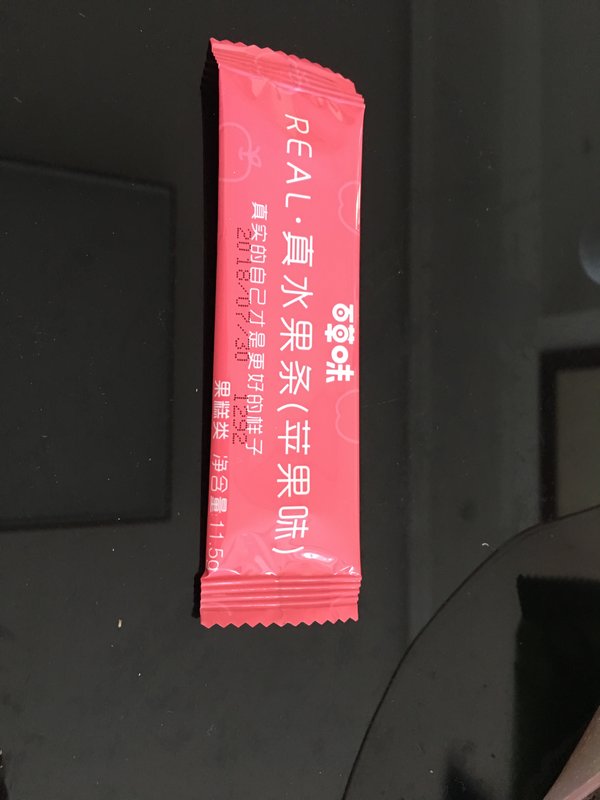 百草味
REAL·真水果条(苹果味)
真实的自己才是更好的样子
2018/07/30 1292
果糕类 净含量:11.5g